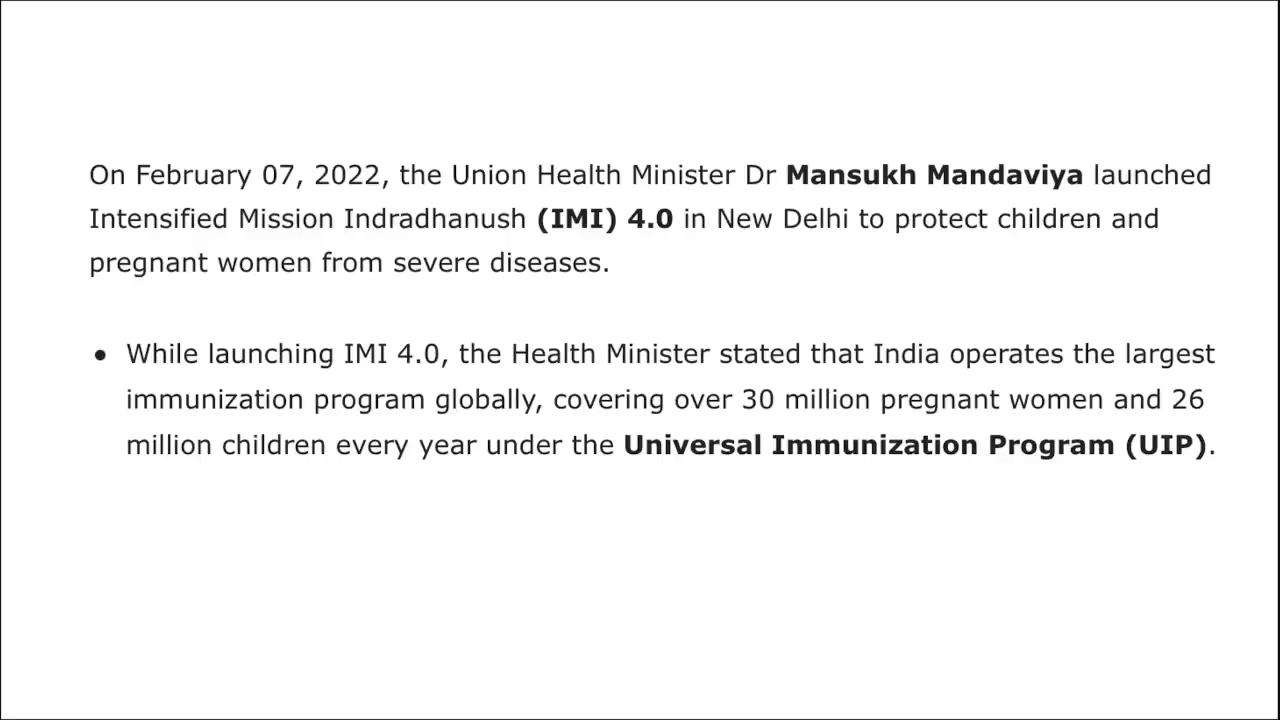 On February 07, 2022, the Union Health Minister Dr Mansukh Mandaviya launched
Intensified Mission Indradhanush (IMI) 4.0 in New Delhi to protect children and
pregnant women from severe diseases.
• While launching IMI 4.0, the Health Minister stated that India operates the largest
immunization program globally, covering over 30 million pregnant women and 26
million children every year under the Universal Immunization Program (UIP).